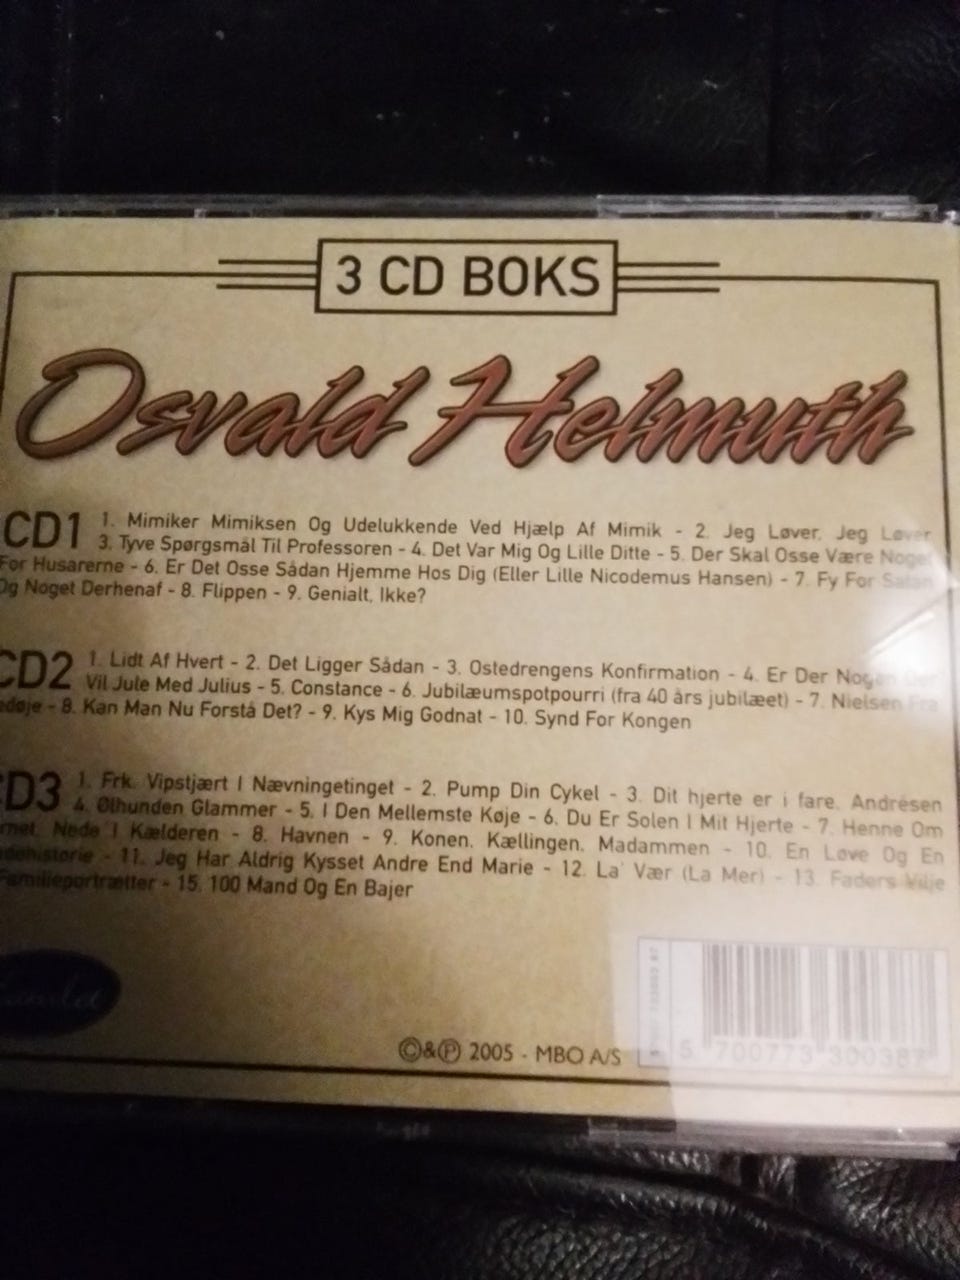 3 CD BOKS
Osvald Helmuth
CD1 1. Mimiker Mimiksen Og Udelukkende Ved Hjælp Af Mimik - 2. Jeg Løver, Jeg Løver
3. Tyve Spørgsmål Til Professoren - 4. Det Var Mig Og Lille Ditte - 5. Der Skal Osse Være Noget
For Husarerne - 6. Er Det Osse Sådan Hjemme Hos Dig (Eller Lille Nicodemus Hansen) - 7. Fy For Satan
Og Noget Derhenaf - 8. Flippen - 9. Genialt, Ikke?
CD2 1. Lidt Af Hvert - 2. Det Ligger Sådan - 3. Ostedrengens Konfirmation - 4. Er Der Nogen Der
Vil Jule Med Julius - 5. Constance - 6. Jubilæumspotpourri (fra 40 års jubilæet) - 7. Nielsen Fra
- 8. Kan Man Nu Forstå Det? - 9. Kys Mig Godnat - 10. Synd For Kongen
CD3 1. Frk. Vipstjært I Nævningetinget - 2. Pump Din Cykel - 3. Dit hjerte er i fare, Andrésen
4. Ølhunden Glammer - 5. I Den Mellemste Køje - 6. Du Er Solen I Mit Hjerte - 7. Henne Om
Nede I Kælderen - 8. Havnen - 9. Konen, Kællingen, Madammen - 10. En Løve Og En
- 11. Jeg Har Aldrig Kysset Andre End Marie - 12. La' Vær (La Mer) - 13. Faders Vilje
Familieportrætter - 15. 100 Mand Og En Bajer
©&℗ 2005 - MBO A/S
5 700773 300387